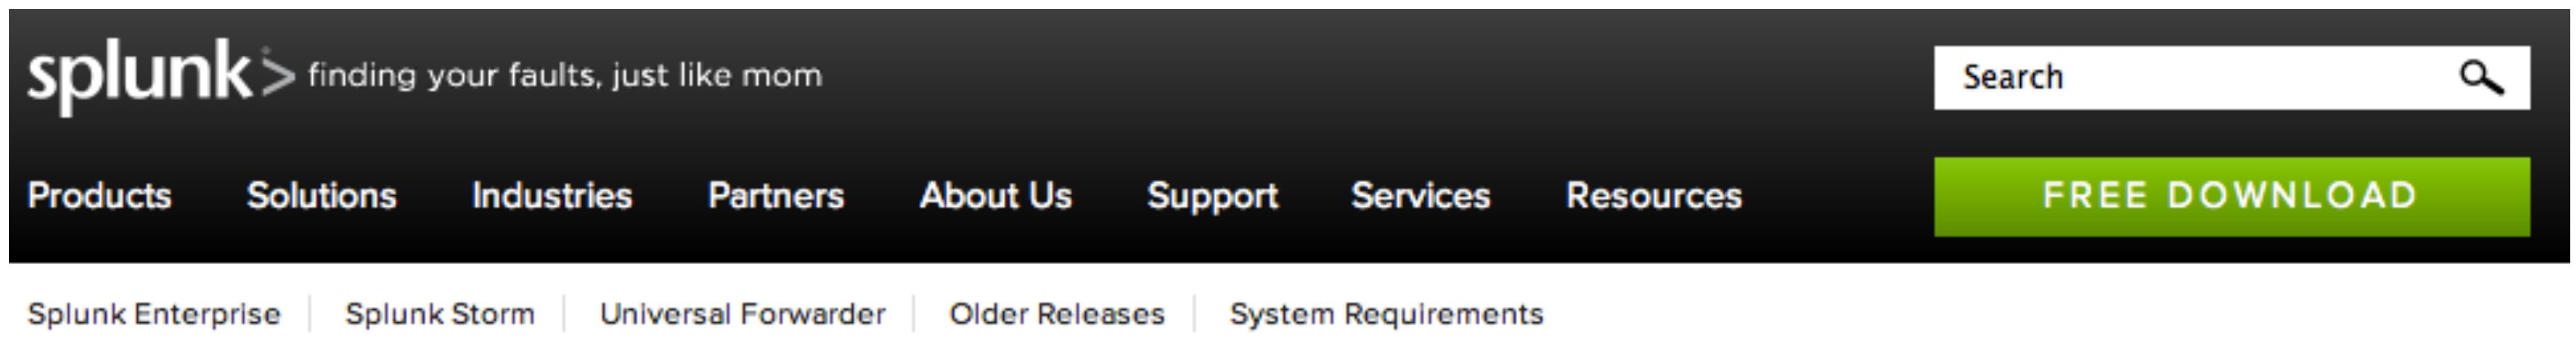 splunk> finding your faults, just like mom
Search
Products Solutions Industries Partners About Us Support Services Resources
FREE DOWNLOAD
Splunk Enterprise Splunk Storm Universal Forwarder Older Releases System Requirements